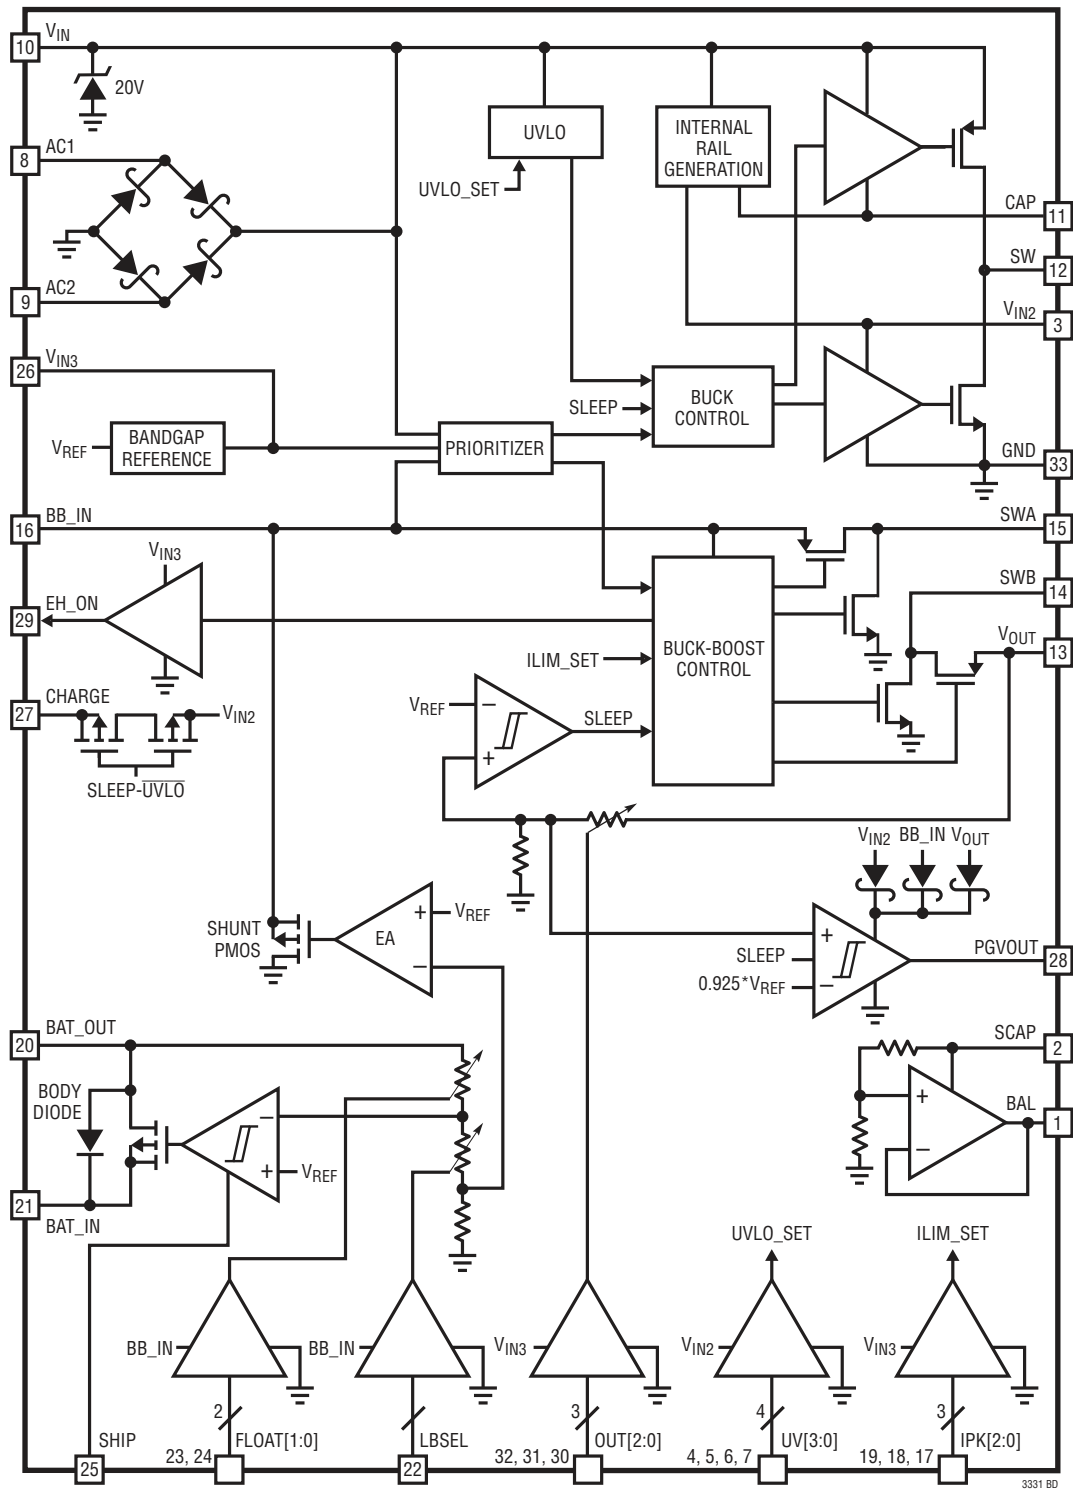 10
VIN
20V
8
AC1
UVLO
UVLO_SET
INTERNAL
RAIL
GENERATION
CAP
11
SW
12
9
AC2
VIN2
3
26
VIN3
VREF
BANDGAP
REFERENCE
PRIORITIZER
SLEEP
BUCK
CONTROL
GND
33
16
BB_IN
SWA
15
VIN3
SWB
14
29
EH_ON
VOUT
13
ILIM_SET
BUCK-BOOST
CONTROL
27
CHARGE
VIN2
SLEEP-UVLO
VREF
–
+
SLEEP
VIN2
BB_IN
VOUT
SHUNT
PMOS
EA
+
–
VREF
+
–
SLEEP
0.925*VREF
PGVOUT
28
20
BAT_OUT
SCAP
2
BODY
DIODE
–
+
VREF
+
–
BAL
1
21
BAT_IN
UVLO_SET
ILIM_SET
BB_IN
BB_IN
VIN3
VIN2
VIN3
2
3
4
3
SHIP
25
23, 24
FLOAT[1:0]
22
LBSEL
32, 31, 30
OUT[2:0]
4, 5, 6, 7
UV[3:0]
19, 18, 17
IPK[2:0]
3331 BD